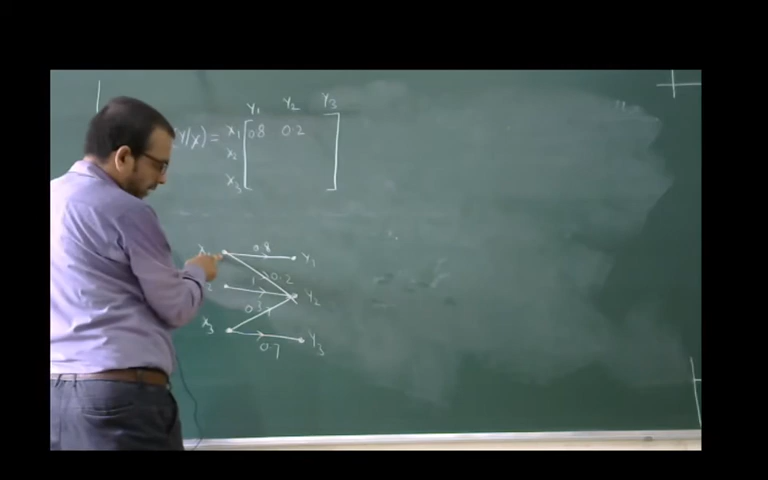 Y1 Y2 Y3
Y/X) = X1 0.8 0.2
X2
X3
0.8 Y1
0.2
1 Y2
0.3
X3 0.7 Y3